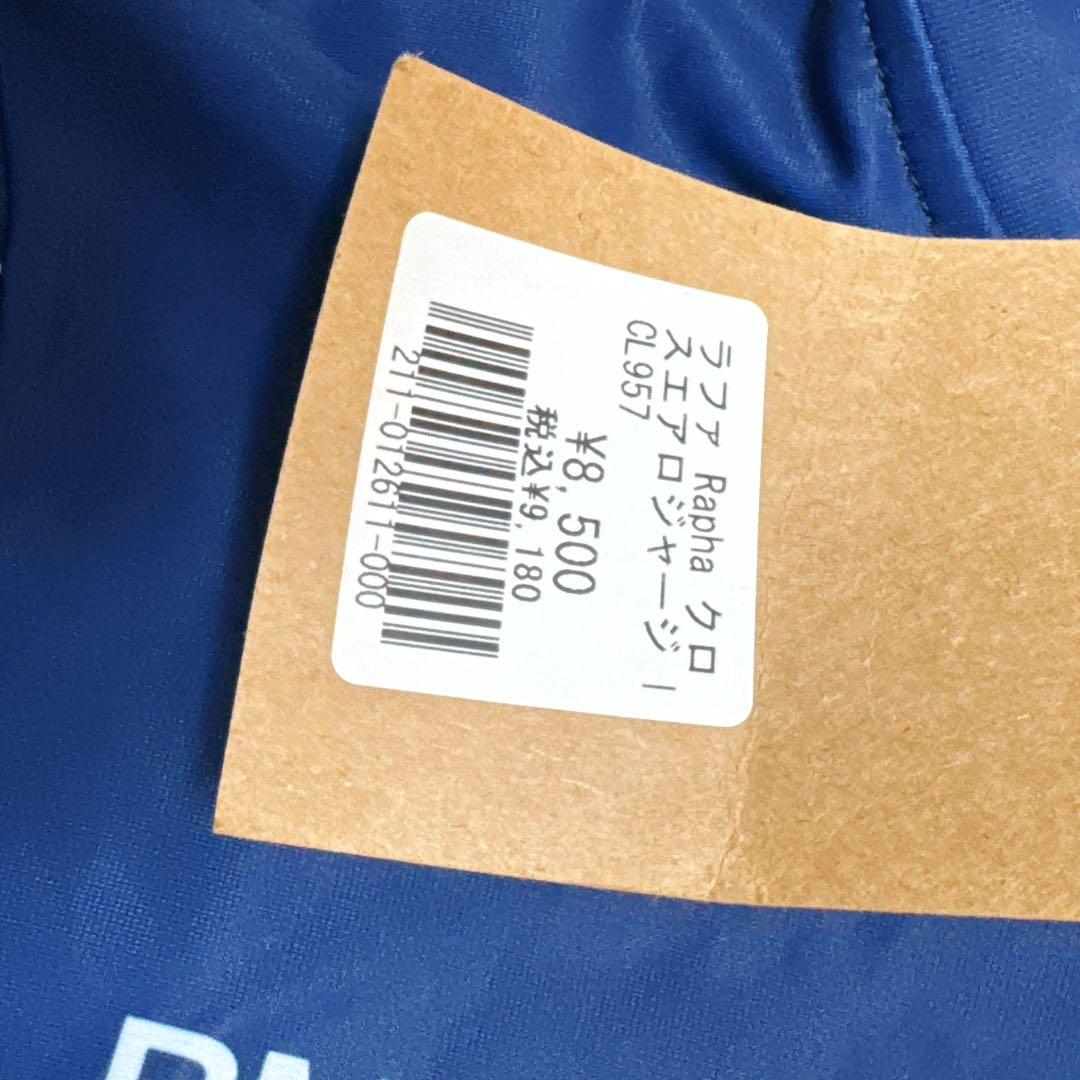 ラファ Rapha クロ
スエアロジャージ -
CL957
¥8,500
税込¥9,180
211-012611-000